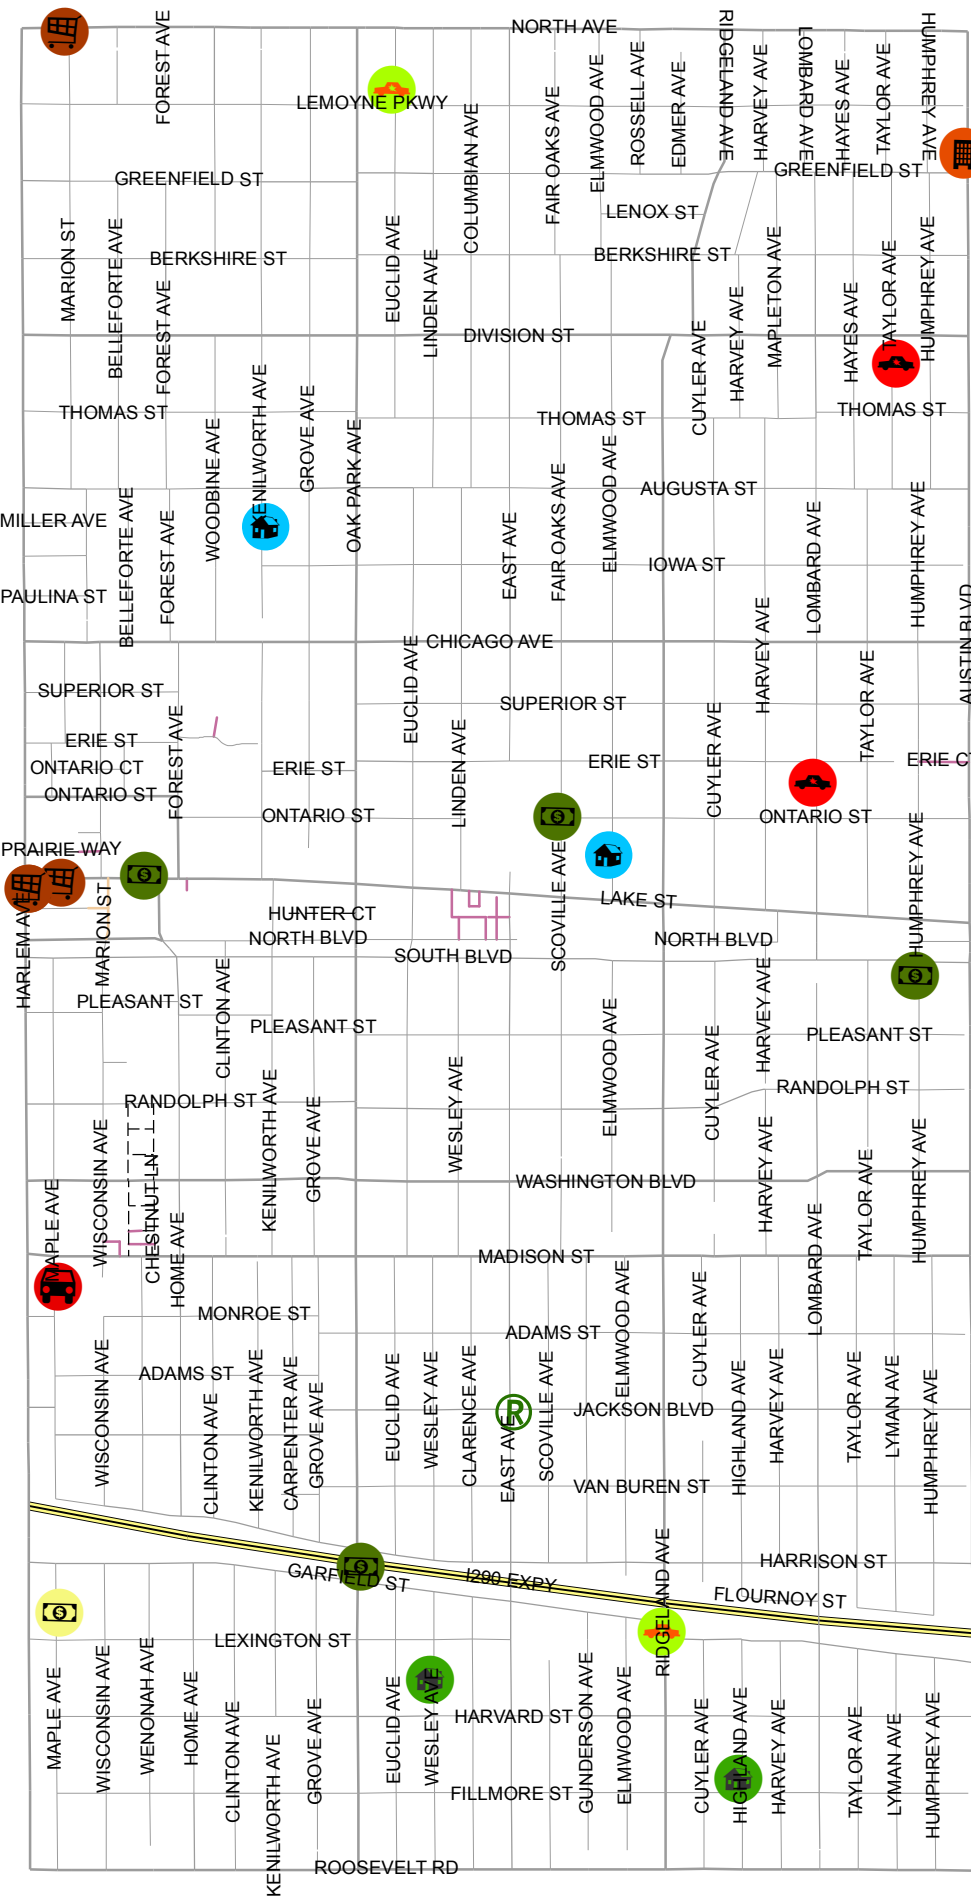 NORTH AVE
FOREST AVE
RIDGELAND AVE
HARVEY AVE
LOMBARD AVE
HAYES AVE
TAYLOR AVE
HUMPHREY AVE
ROSSELL AVE
ELMWOOD AVE
EDMER AVE
FAIR OAKS AVE
COLUMBIAN AVE
LEMOYNE PKWY
GREENFIELD ST
GREENFIELD ST
LENOX ST
MARION ST
BELLEFORTE AVE
BERKSHIRE ST
FOREST AVE
EUCLID AVE
LINDEN AVE
BERKSHIRE ST
MAPLETON AVE
HARVEY AVE
HAYES AVE
TAYLOR AVE
HUMPHREY AVE
DIVISION ST
CUYLER AVE
THOMAS ST
THOMAS ST
THOMAS ST
WOODBINE AVE
KENILWORTH AVE
GROVE AVE
OAK PARK AVE
ELMWOOD AVE
FAIR OAKS AVE
EAST AVE
AUGUSTA ST
MILLER AVE
BELLEFORTE AVE
FOREST AVE
LOMBARD AVE
HUMPHREY AVE
IOWA ST
PAULINA ST
HARVEY AVE
AUSTIN BLVD
CHICAGO AVE
EUCLID AVE
TAYLOR AVE
SUPERIOR ST
SUPERIOR ST
FOREST AVE
LINDEN AVE
CUYLER AVE
ERIE ST
ERIE ST
ERIE ST
ERIE CT
ONTARIO CT
ONTARIO ST
ONTARIO ST
ONTARIO ST
PRAIRIE WAY
HARLEM AVE
MARION ST
SCOVILLE AVE
LAKE ST
HUMPHREY AVE
HUNTER CT
NORTH BLVD
NORTH BLVD
SOUTH BLVD
PLEASANT ST
CLINTON AVE
PLEASANT ST
ELMWOOD AVE
CUYLER AVE
HARVEY AVE
PLEASANT ST
RANDOLPH ST
RANDOLPH ST
KENILWORTH AVE
GROVE AVE
WESLEY AVE
HARVEY AVE
HUMPHREY AVE
MAPLE AVE
WISCONSIN AVE
CHESTNUT LN
HOME AVE
WASHINGTON BLVD
TAYLOR AVE
LOMBARD AVE
MADISON ST
MONROE ST
ELMWOOD AVE
CUYLER AVE
ADAMS ST
ADAMS ST
WISCONSIN AVE
CLINTON AVE
KENILWORTH AVE
CARPENTER AVE
GROVE AVE
EUCLID AVE
WESLEY AVE
CLARENCE AVE
®
EAST AVE
SCOVILLE AVE
JACKSON BLVD
HIGHLAND AVE
HARVEY AVE
TAYLOR AVE
LYMAN AVE
HUMPHREY AVE
VAN BUREN ST
HARRISON ST
GARFIELD ST
I290 EXPY
RIDGELAND AVE
FLOURNOY ST
LEXINGTON ST
MAPLE AVE
WISCONSIN AVE
WENONAH AVE
HOME AVE
CLINTON AVE
KENILWORTH AVE
GROVE AVE
EUCLID AVE
WESLEY AVE
HARVARD ST
GUNDERSON AVE
ELMWOOD AVE
CUYLER AVE
HIGHLAND AVE
HARVEY AVE
TAYLOR AVE
LYMAN AVE
HUMPHREY AVE
FILLMORE ST
ROOSEVELT RD